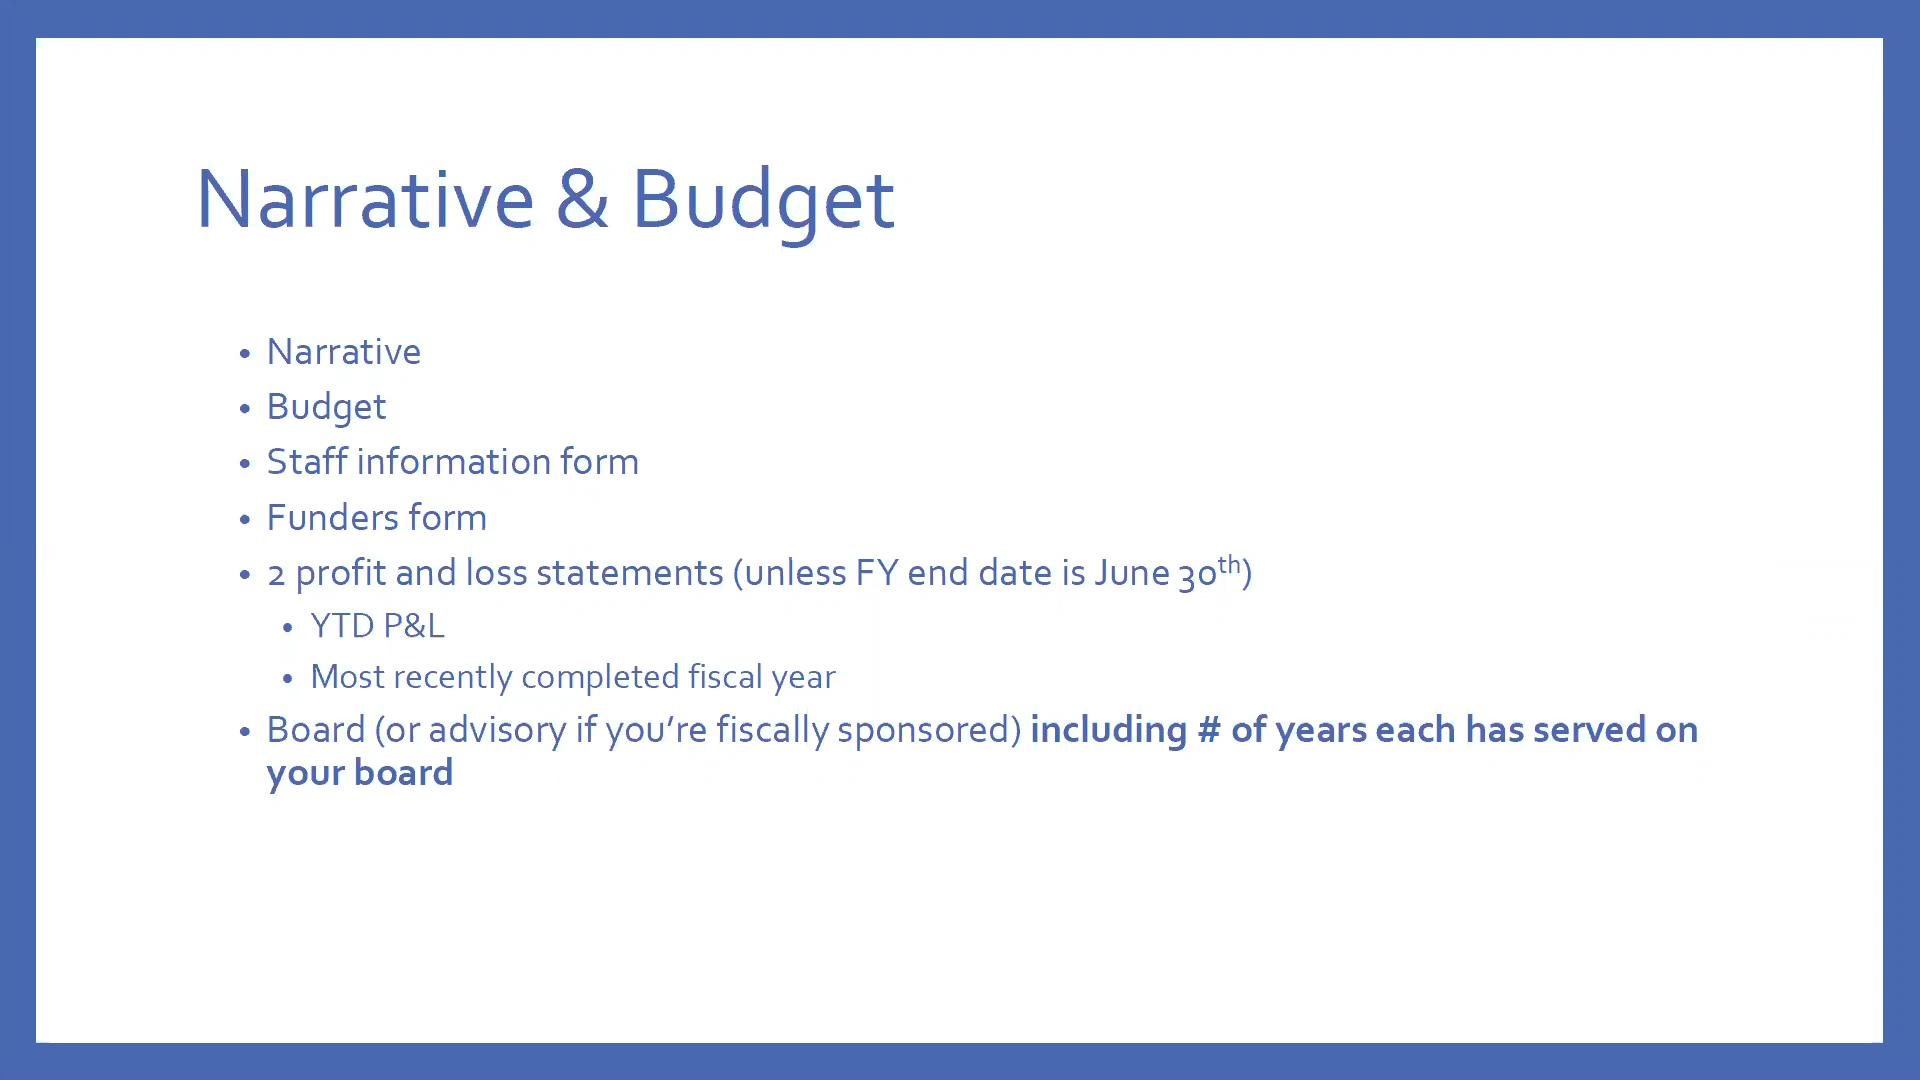 Narrative & Budget
• Narrative
• Budget
• Staff information form
• Funders form
• 2 profit and loss statements (unless FY end date is June 30th)
• YTD P&L
• Most recently completed fiscal year
• Board (or advisory if you’re fiscally sponsored) including # of years each has served on
your board